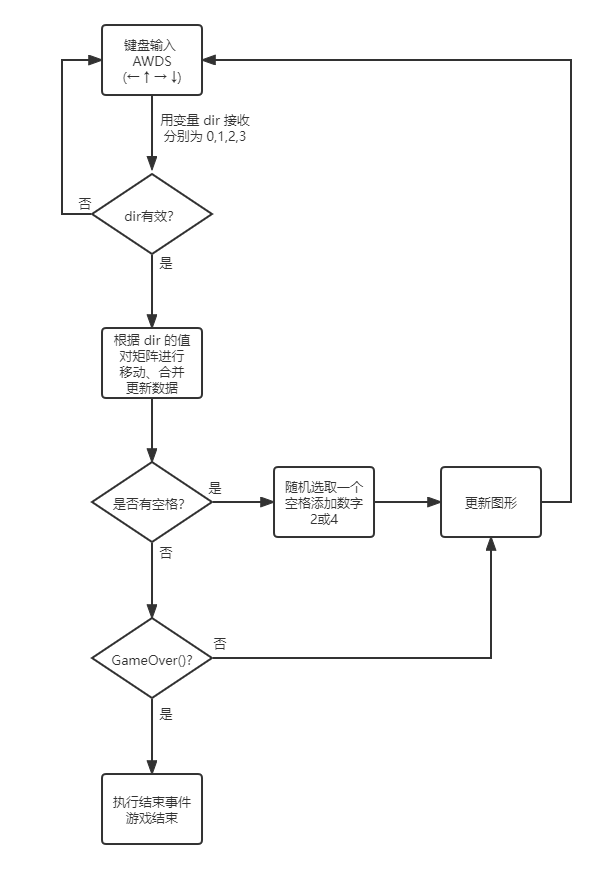 键盘输入
AWDS
(←↑→↓)
用变量 dir 接收
分别为 0,1,2,3
否
dir有效?
是
根据 dir 的值
对矩阵进行
移动、合并
更新数据
是否有空格?
是
随机选取一个
空格添加数字
2或4
更新图形
否
GameOver()?
否
是
执行结束事件
游戏结束